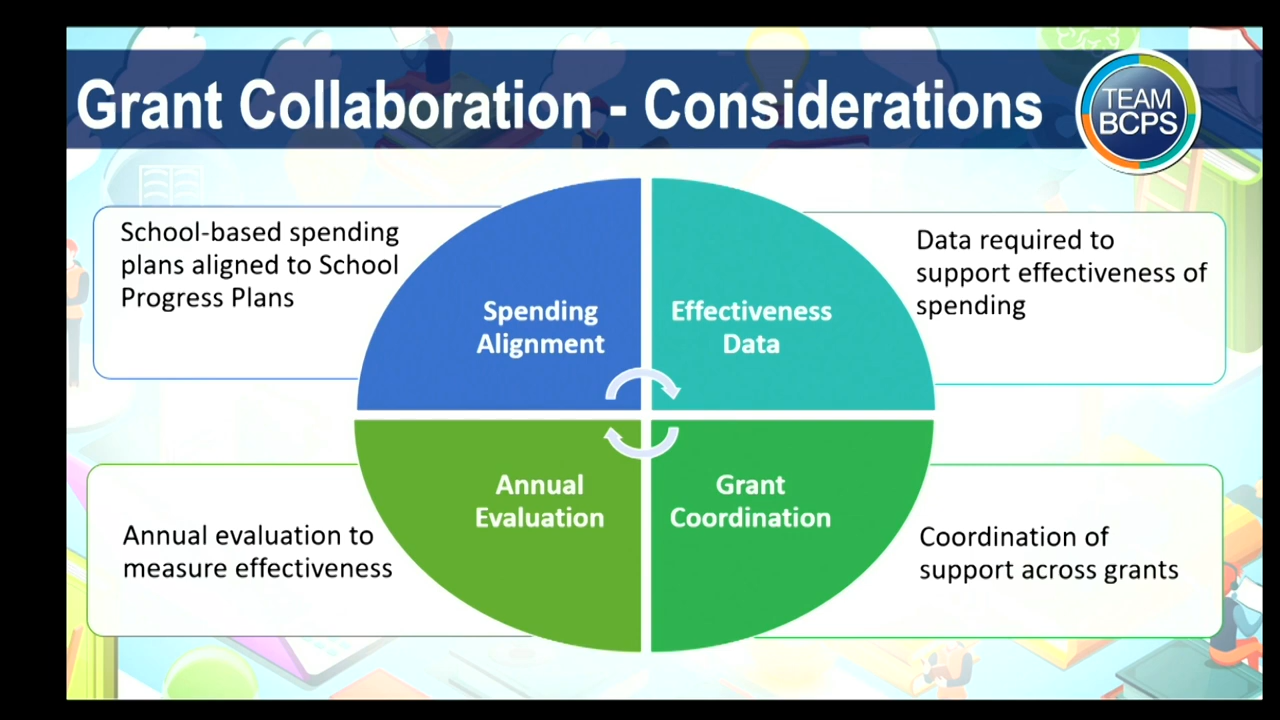 Grant Collaboration - Considerations
TEAM
BCPS
School-based spending
plans aligned to School
Progress Plans
Spending
Alignment
Effectiveness
Data
Data required to
support effectiveness of
spending
Annual evaluation to
measure effectiveness
Annual
Evaluation
Grant
Coordination
Coordination of
support across grants